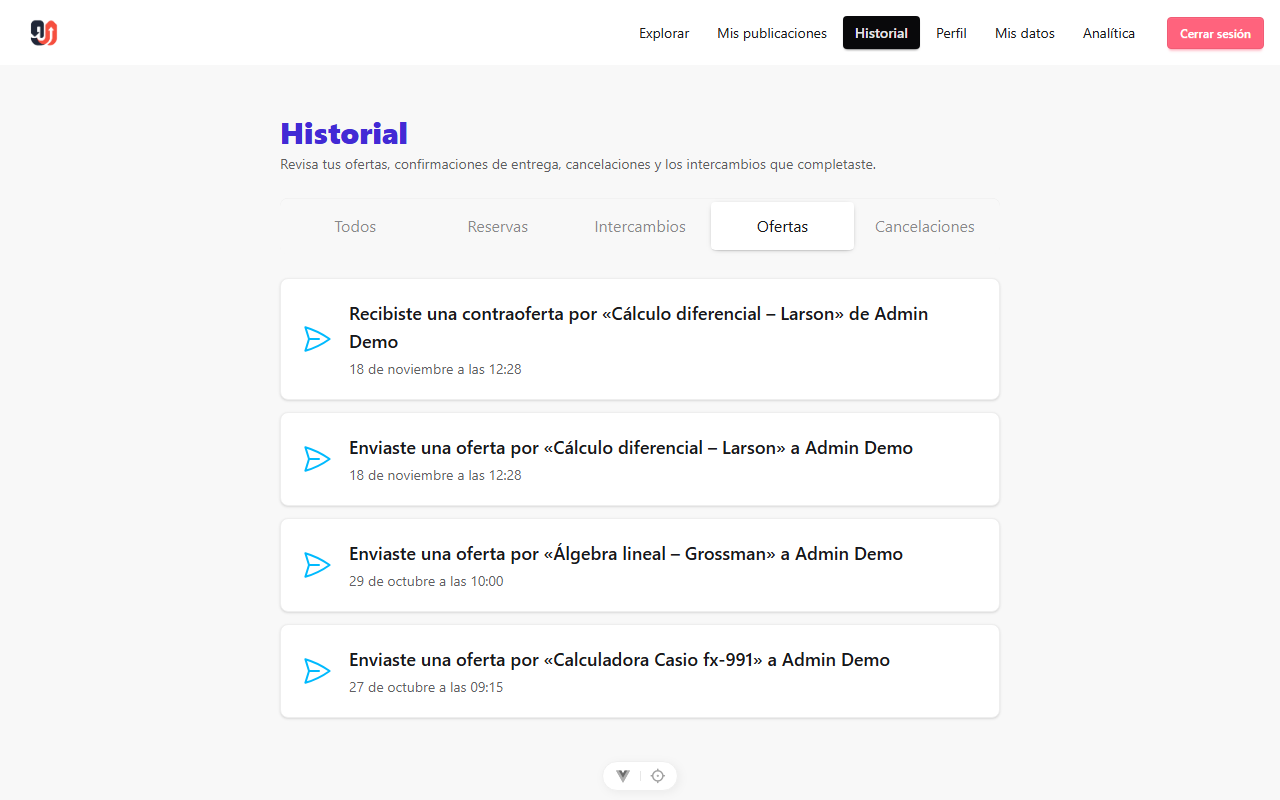 Explorar
Mis publicaciones
Historial
Perfil
Mis datos
Analítica
Cerrar sesión
Historial
Revisa tus ofertas, confirmaciones de entrega, cancelaciones y los intercambios que completaste.
Todos
Reservas
Intercambios
Ofertas
Cancelaciones
Recibiste una contraoferta por «Cálculo diferencial – Larson» de Admin
Demo
18 de noviembre a las 12:28
Enviaste una oferta por «Cálculo diferencial – Larson» a Admin Demo
18 de noviembre a las 12:28
Enviaste una oferta por «Álgebra lineal – Grossman» a Admin Demo
29 de octubre a las 10:00
Enviaste una oferta por «Calculadora Casio fx-991» a Admin Demo
27 de octubre a las 09:15